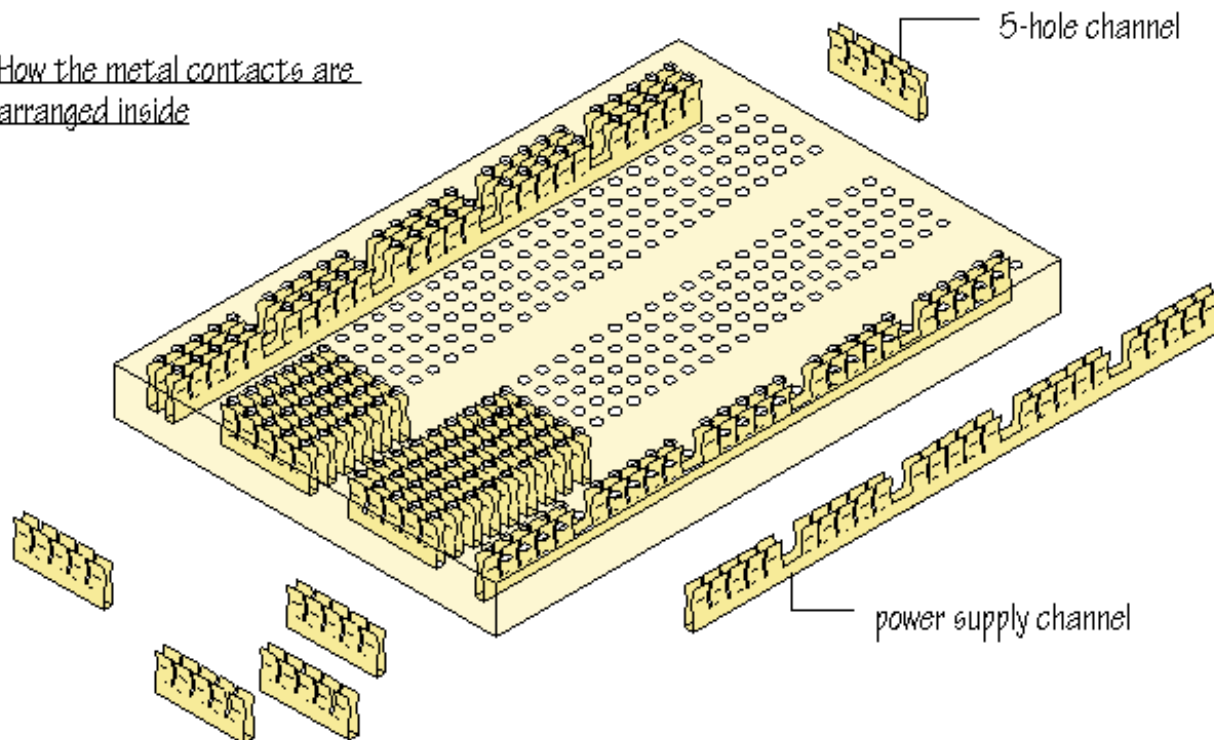 How the metal contacts are
arranged inside
5-hole channel
power supply channel